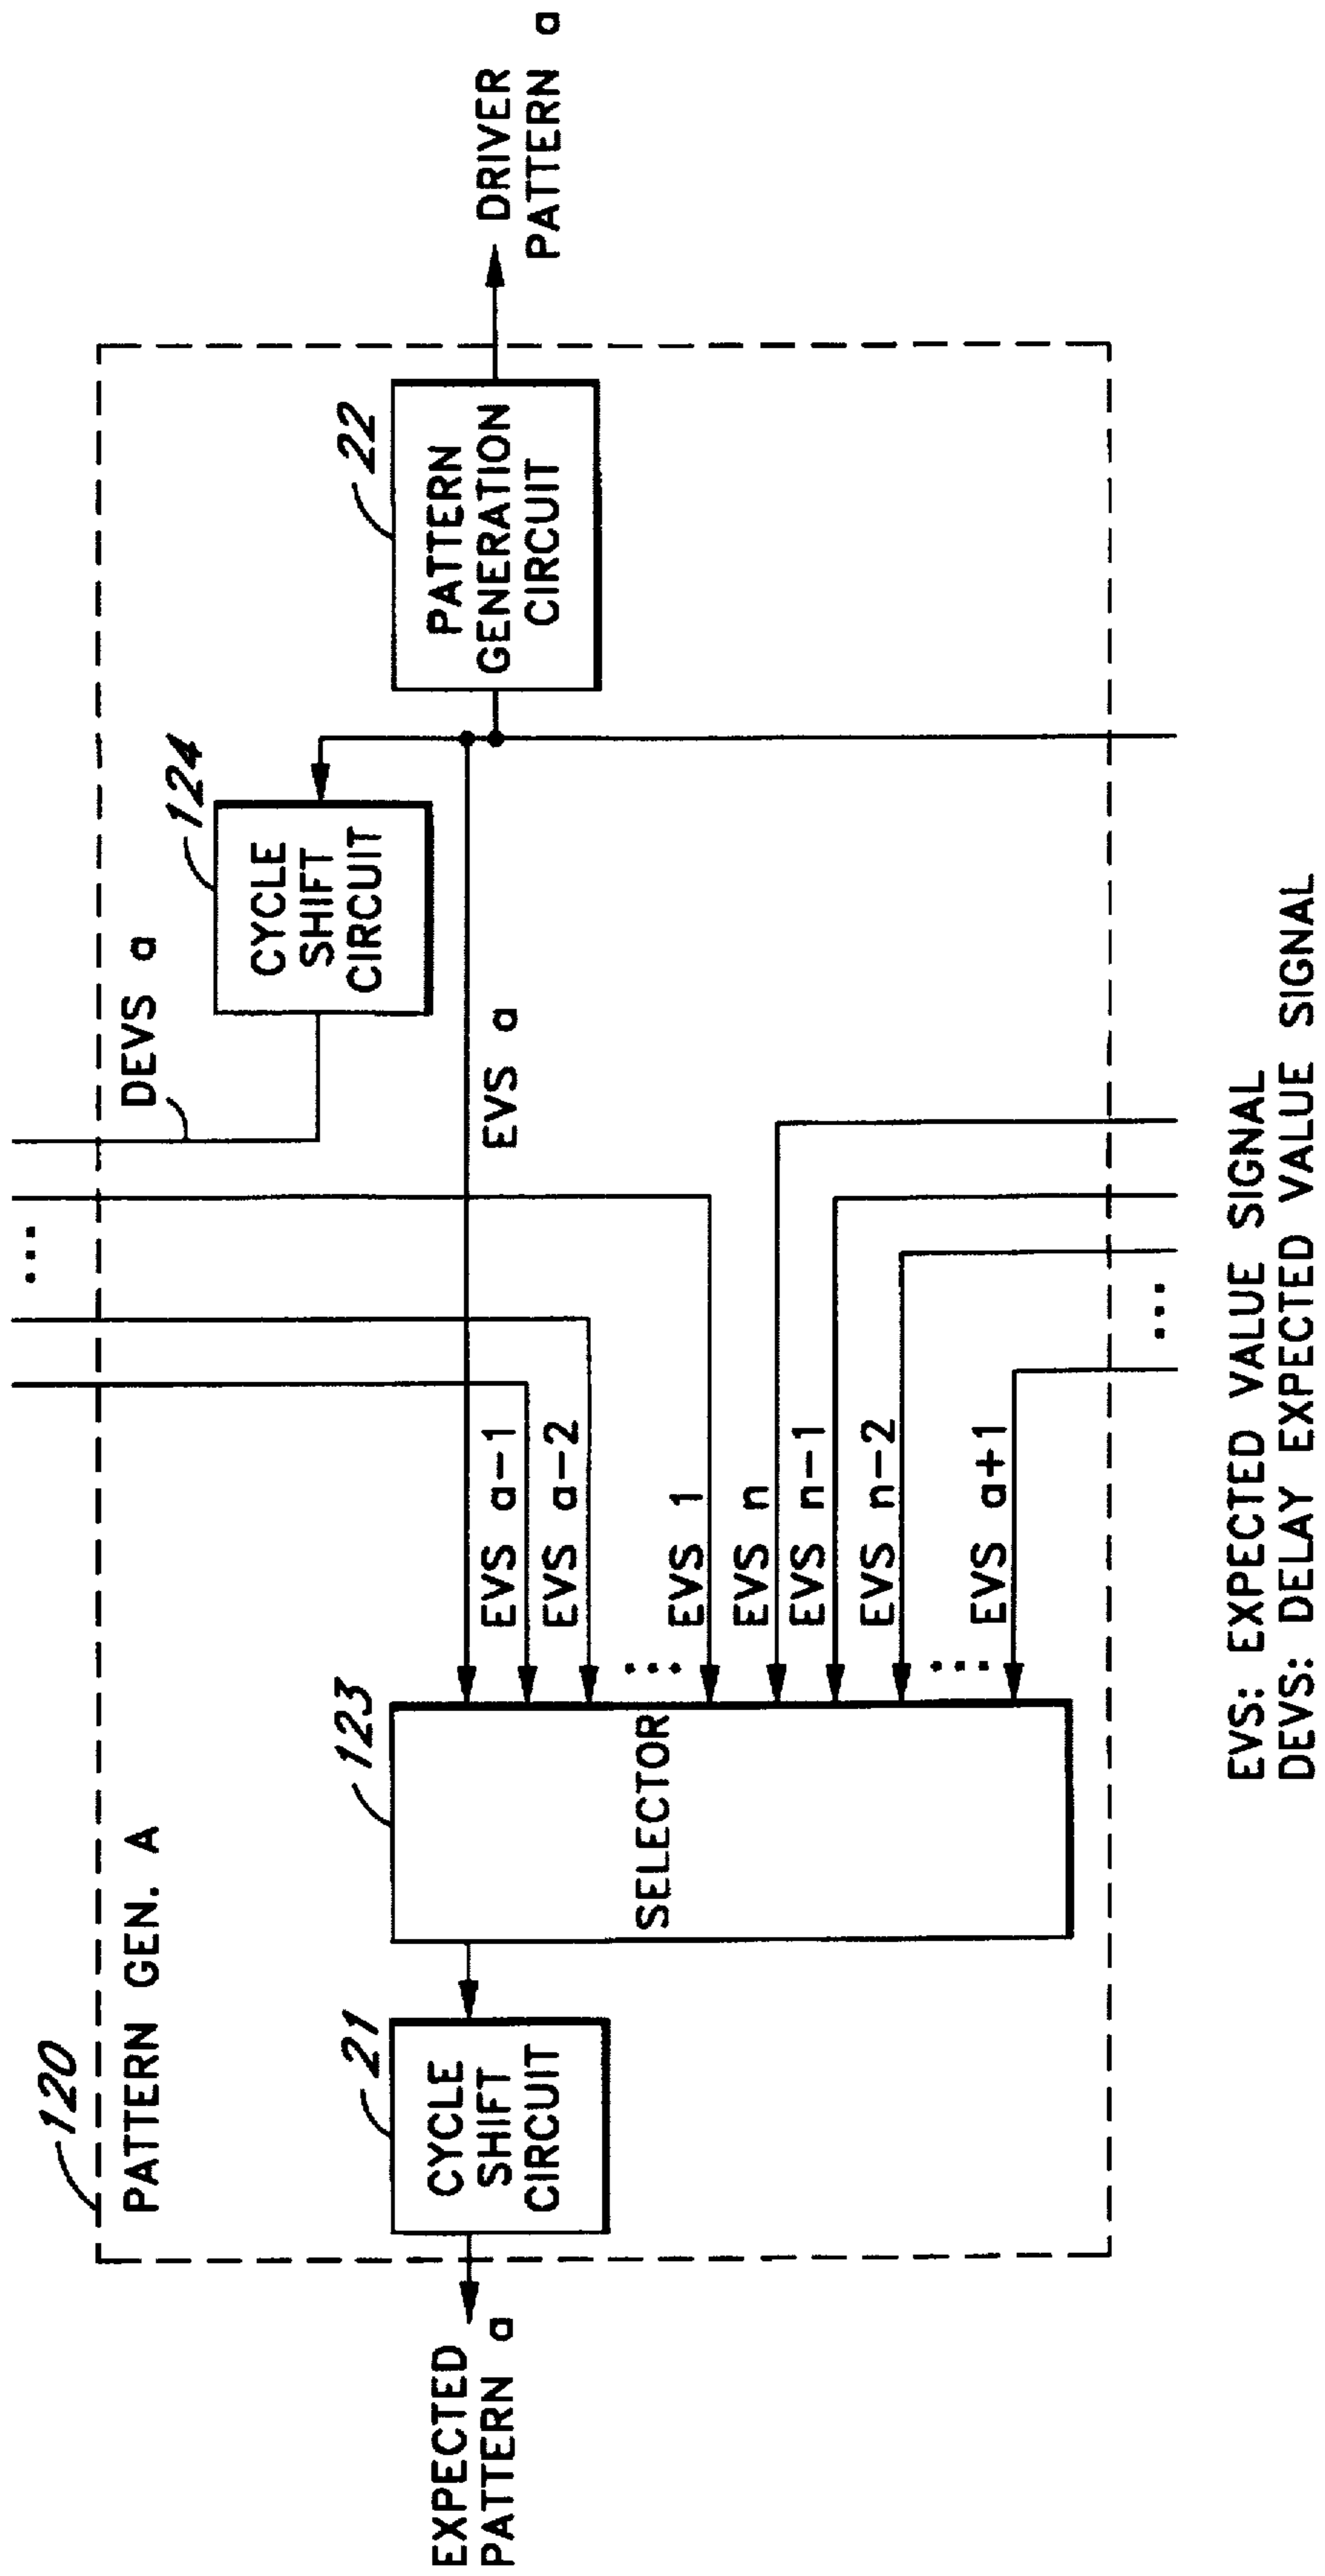 120
PATTERN GEN. A
DEVS a
124
CYCLE
SHIFT
CIRCUIT
EXPECTED
PATTERN a
21
CYCLE
SHIFT
CIRCUIT
123
SELECTOR
EVS a
EVS a-1
EVS a-2
...
EVS 1
EVS n
EVS n-1
EVS n-2
...
EVS a+1
...
...
22
PATTERN
GENERATION
CIRCUIT
DRIVER
PATTERN a
EVS: EXPECTED VALUE SIGNAL
DEVS: DELAY EXPECTED VALUE SIGNAL